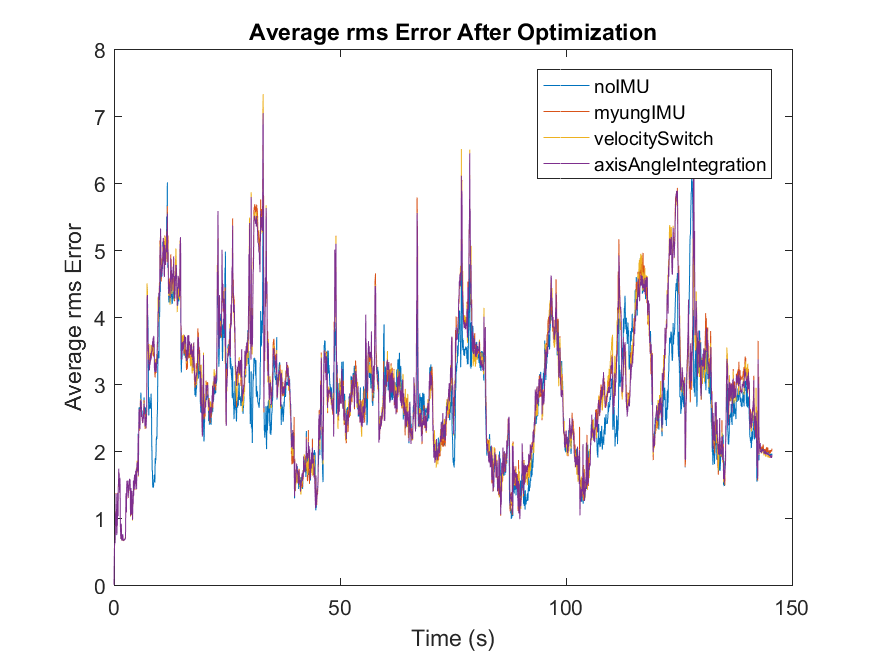 Average rms Error After Optimization
8
7
6
5
4
3
2
1
0
Average rms Error
noIMU
myungIMU
velocitySwitch
axisAngleIntegration
0 50 100 150
Time (s)